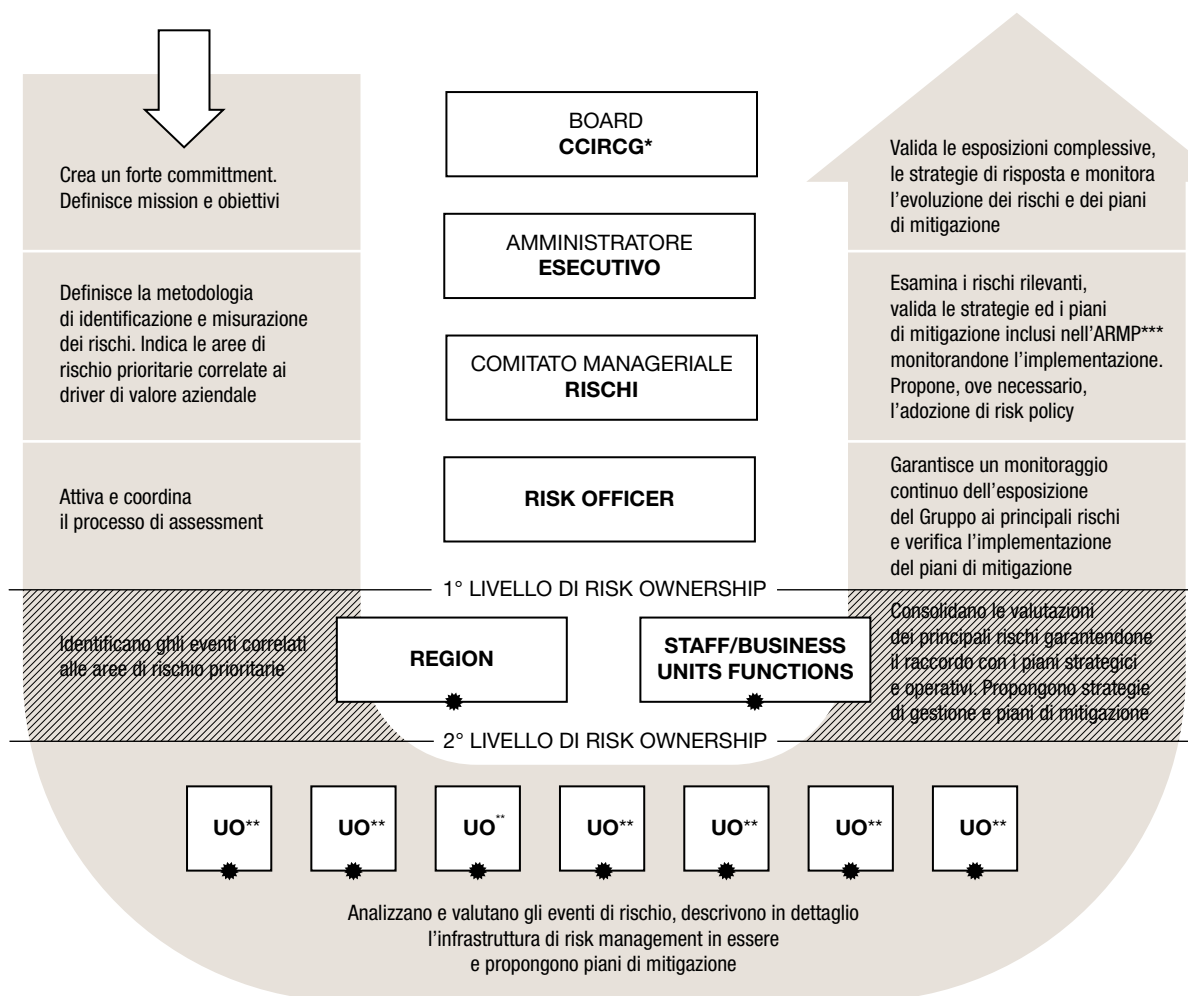 BOARD
CCIRCG*
Crea un forte committment.
Definisce mission e obiettivi
Valida le esposizioni complessive,
le strategie di risposta e monitora
l'evoluzione dei rischi e dei piani
di mitigazione
AMMINISTRATORE
ESECUTIVO
Definisce la metodologia
di identificazione e misurazione
dei rischi. Indica le aree di
rischio prioritarie correlate ai
driver di valore aziendale
COMITATO MANAGERIALE
RISCHI
Esamina i rischi rilevanti,
valida le strategie ed i piani
di mitigazione inclusi nell'ARMP***
monitorandone l'implementazione.
Propone, ove necessario,
l'adozione di risk policy
Attiva e coordina
il processo di assessment
RISK OFFICER
Garantisce un monitoraggio
continuo dell'esposizione
del Gruppo ai principali rischi
e verifica l'implementazione
del piani di mitigazione
1° LIVELLO DI RISK OWNERSHIP
Identificano ghli eventi correlati
alle aree di rischio prioritarie
REGION
STAFF/BUSINESS
UNITS FUNCTIONS
Consolidano le valutazioni
dei principali rischi garantendone
il raccordo con i piani strategici
e operativi. Propongono strategie
di gestione e piani di mitigazione
2° LIVELLO DI RISK OWNERSHIP
UO**
UO**
UO**
UO**
UO**
UO**
UO**
Analizzano e valutano gli eventi di rischio, descrivono in dettaglio
l'infrastruttura di risk management in essere
e propongono piani di mitigazione